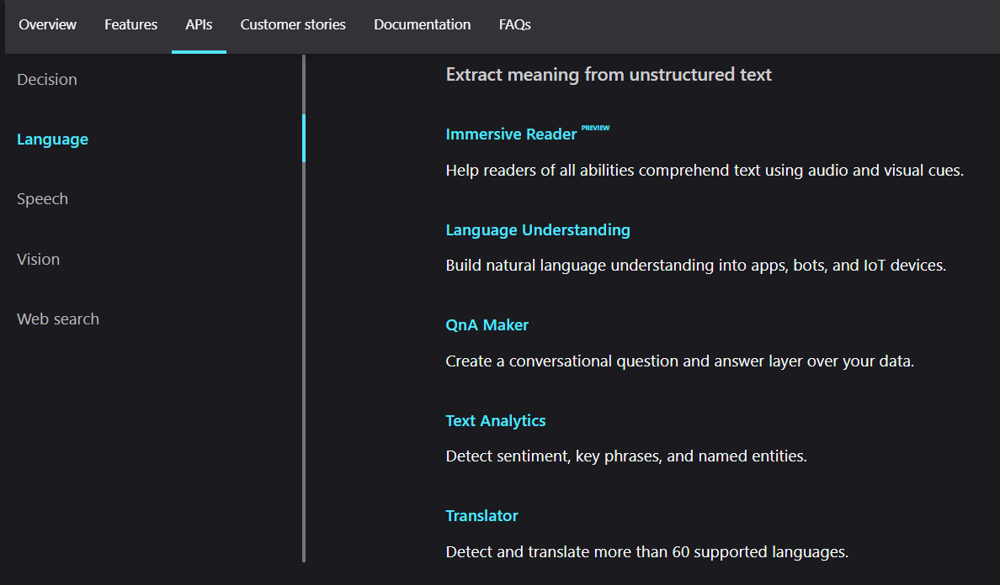 Overview Features APIs Customer stories Documentation FAQs
Decision
Language
Speech
Vision
Web search
Extract meaning from unstructured text
Immersive Reader PREVIEW
Help readers of all abilities comprehend text using audio and visual cues.
Language Understanding
Build natural language understanding into apps, bots, and IoT devices.
QnA Maker
Create a conversational question and answer layer over your data.
Text Analytics
Detect sentiment, key phrases, and named entities.
Translator
Detect and translate more than 60 supported languages.